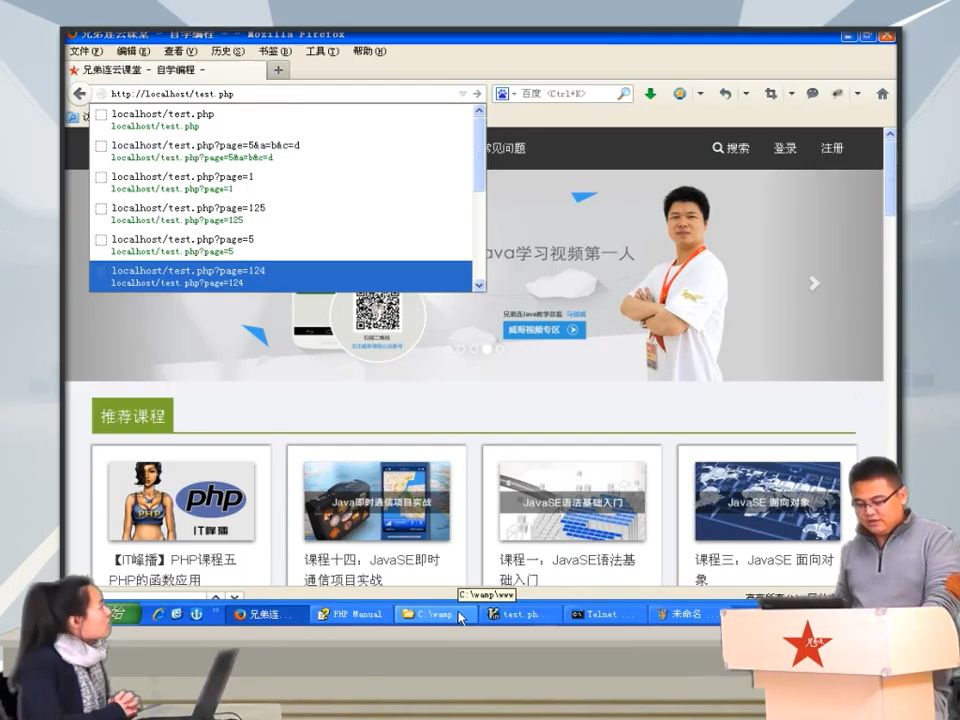 兄弟连云课堂 - 自学编程 - Mozilla Firefox
文件(F) 编辑(E) 查看(V) 历史(S) 书签(B) 工具(T) 帮助(H)
兄弟连云课堂 - 自学编程 -
http://localhost/test.php
百度 <Ctrl+K>
localhost/test.php
localhost/test.php
localhost/test.php?page=5&a=b&c=d
localhost/test.php?page=5&a=b&c=d
localhost/test.php?page=1
localhost/test.php?page=1
localhost/test.php?page=125
localhost/test.php?page=125
localhost/test.php?page=5
localhost/test.php?page=5
localhost/test.php?page=124
localhost/test.php?page=124
常见问题 搜索 登录 注册
Java学习视频第一人
兄弟连Java教学总监
威哥视频专区
扫描二维码
推荐课程
php
IT峰播
Java即时通信项目实战
JavaSE语法基础入门
JavaSE 面向对象
【IT峰播】PHP课程五
PHP的函数应用
课程十四，JavaSE即时
通信项目实战
课程一，JavaSE语法基
础入门
课程三，JavaSE 面向对
象
C:\wamp\www
始
兄弟连...
PHP Manual
C:\wamp
test.ph...
Telnet ...
未命名